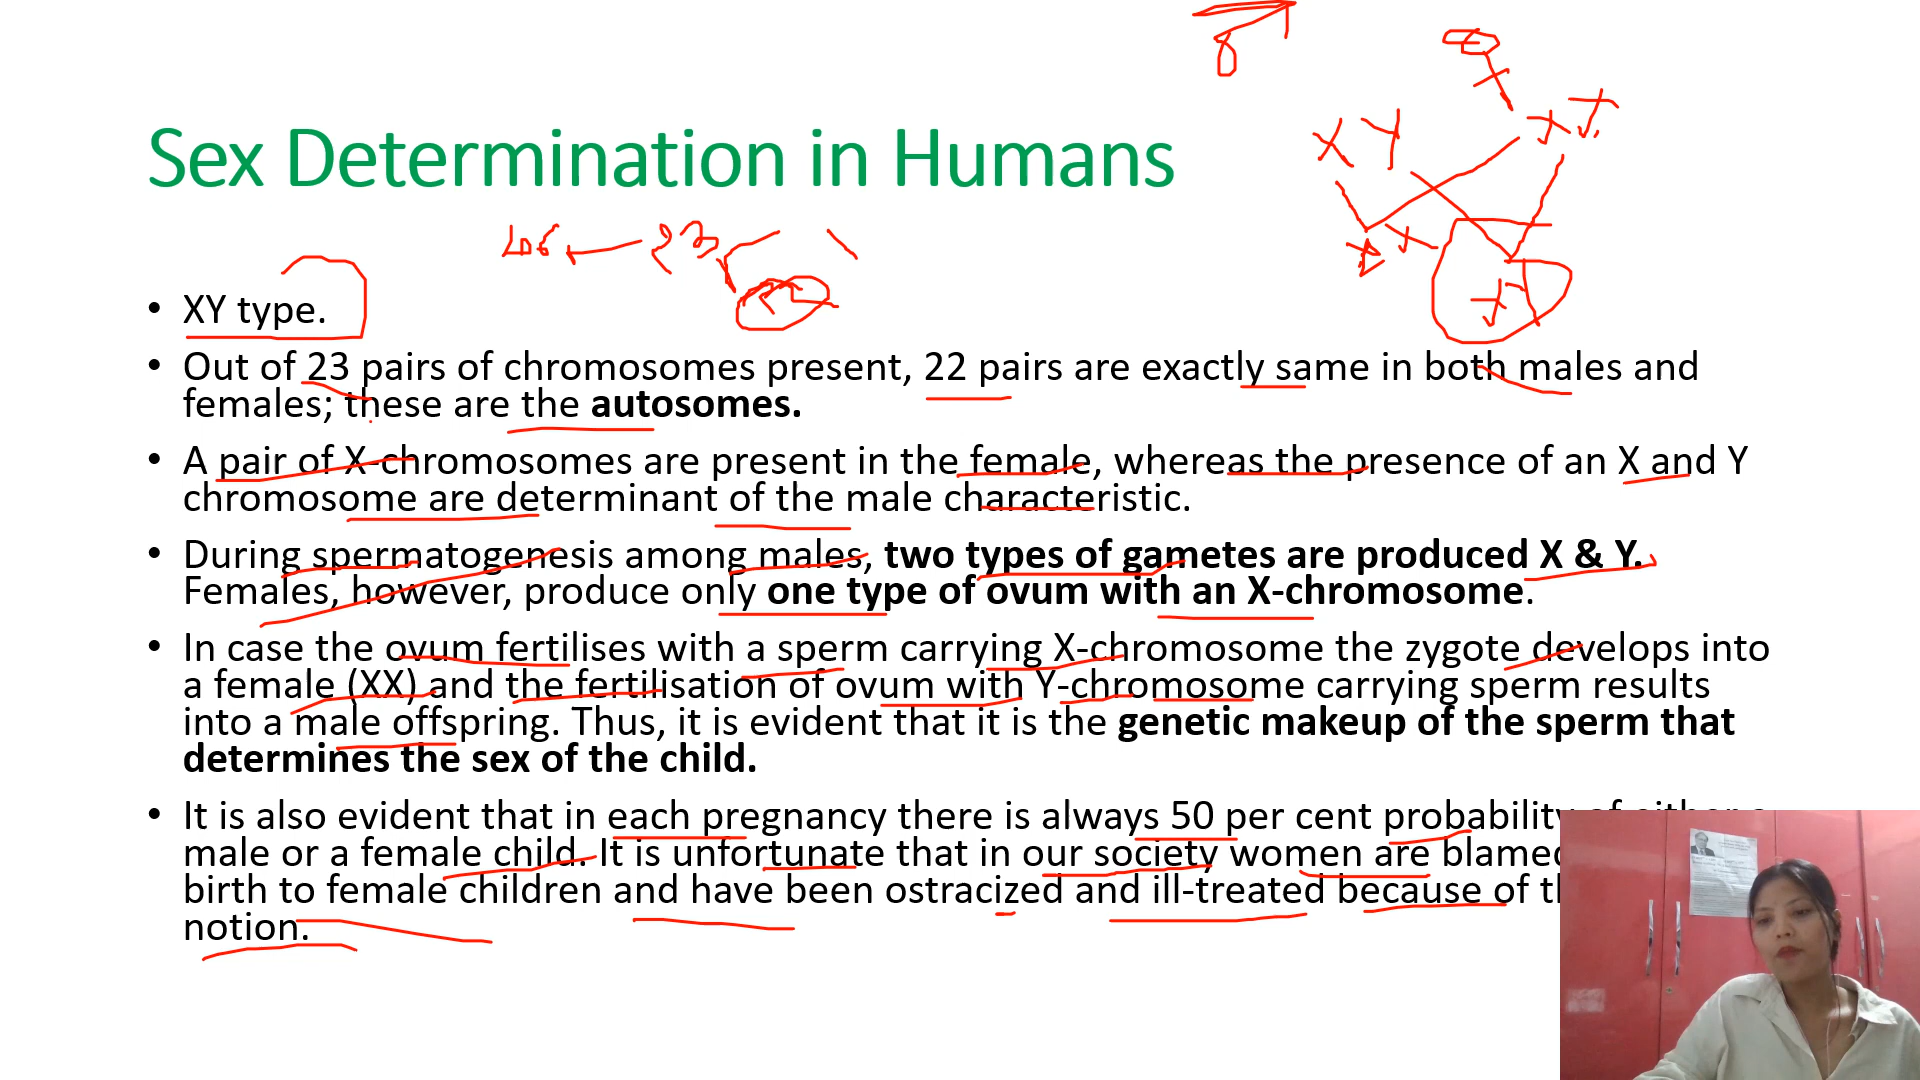 Sex Determination in Humans
X Y
46 23
22
• XY type.
• Out of 23 pairs of chromosomes present, 22 pairs are exactly same in both males and
females; these are the autosomes.
• A pair of X-chromosomes are present in the female, whereas the presence of an X and Y
chromosome are determinant of the male characteristic.
• During spermatogenesis among males, two types of gametes are produced X & Y.
Females, however, produce only one type of ovum with an X-chromosome.
• In case the ovum fertilises with a sperm carrying X-chromosome the zygote develops into
a female (XX) and the fertilisation of ovum with Y-chromosome carrying sperm results
into a male offspring. Thus, it is evident that it is the genetic makeup of the sperm that
determines the sex of the child.
• It is also evident that in each pregnancy there is always 50 per cent probability
male or a female child. It is unfortunate that in our society women are blamed
birth to female children and have been ostracized and ill-treated because of
notion.